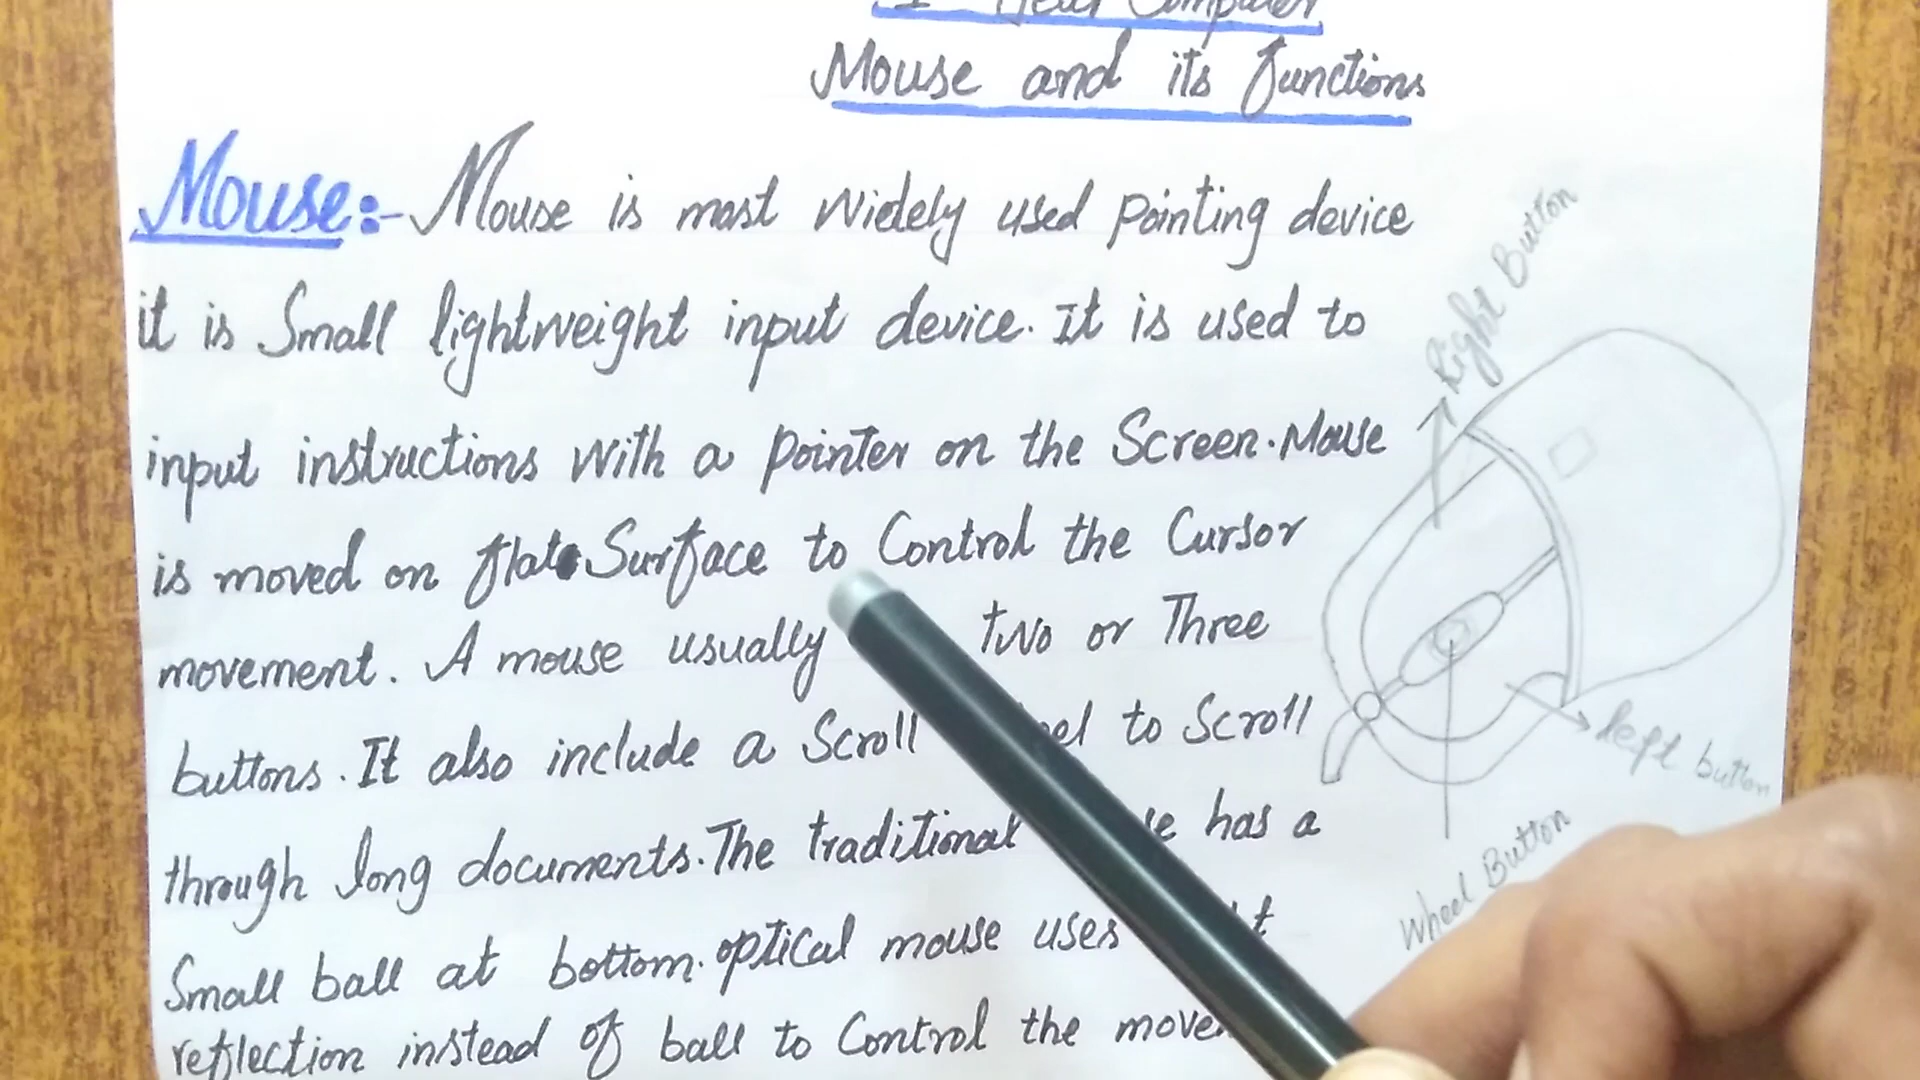 Computer
Mouse and its functions
Mouse:- Mouse is most widely used pointing device
it is Small lightweight input device. It is used to
input instructions with a pointer on the Screen. Mouse
is moved on flat Surface to Control the Cursor
movement. A mouse usually two or Three
buttons. It also include a Scroll to Scroll
through long documents. The traditional has a
Small ball at bottom. optical mouse uses
reflection instead of ball to Control the
Right Button
left button
Wheel Button